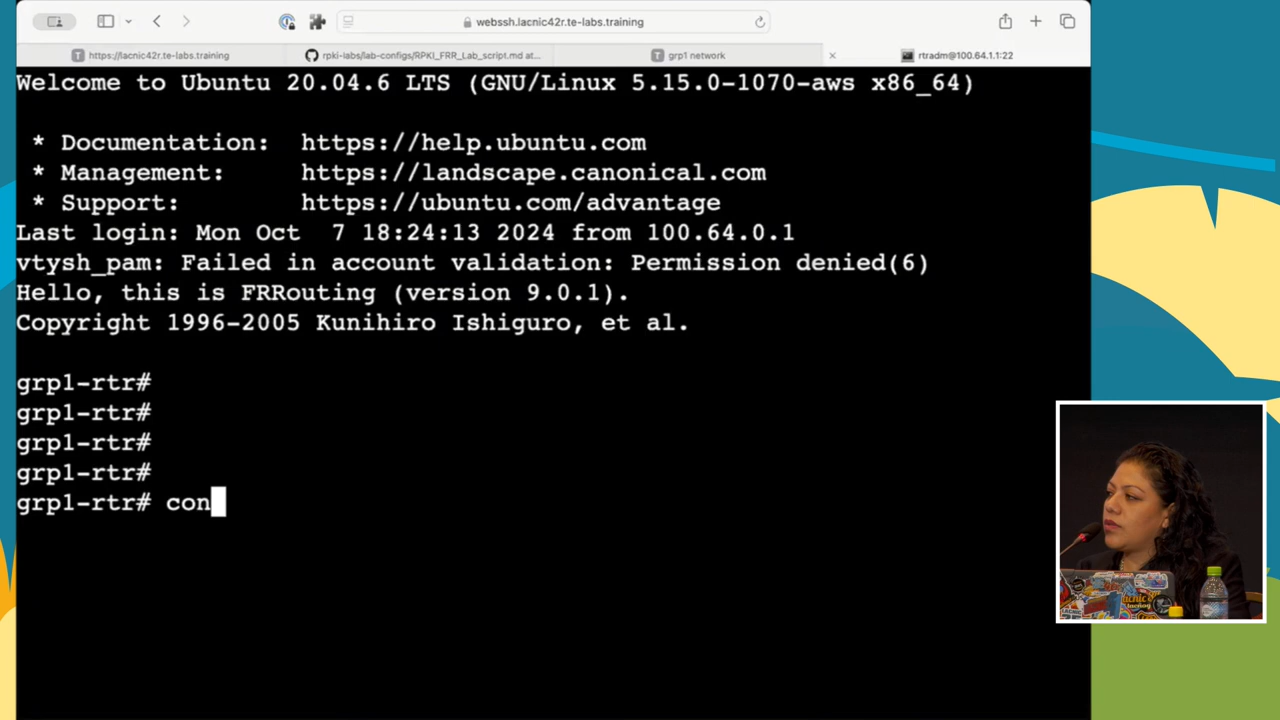 webssh.lacnic42r.te-labs.training
https://lacnic42r.te-labs.training
rpki-labs/lab-configs/RPKI_FRR_Lab_script.md at...
grp1 network
rtradm@100.64.1.1:22
Welcome to Ubuntu 20.04.6 LTS (GNU/Linux 5.15.0-1070-aws x86_64)
* Documentation: https://help.ubuntu.com
* Management: https://landscape.canonical.com
* Support: https://ubuntu.com/advantage
Last login: Mon Oct 7 18:24:13 2024 from 100.64.0.1
vtysh_pam: Failed in account validation: Permission denied(6)
Hello, this is FRRouting (version 9.0.1).
Copyright 1996-2005 Kunihiro Ishiguro, et al.
grp1-rtr#
grp1-rtr#
grp1-rtr#
grp1-rtr#
grp1-rtr# con
lacnic
lacnog